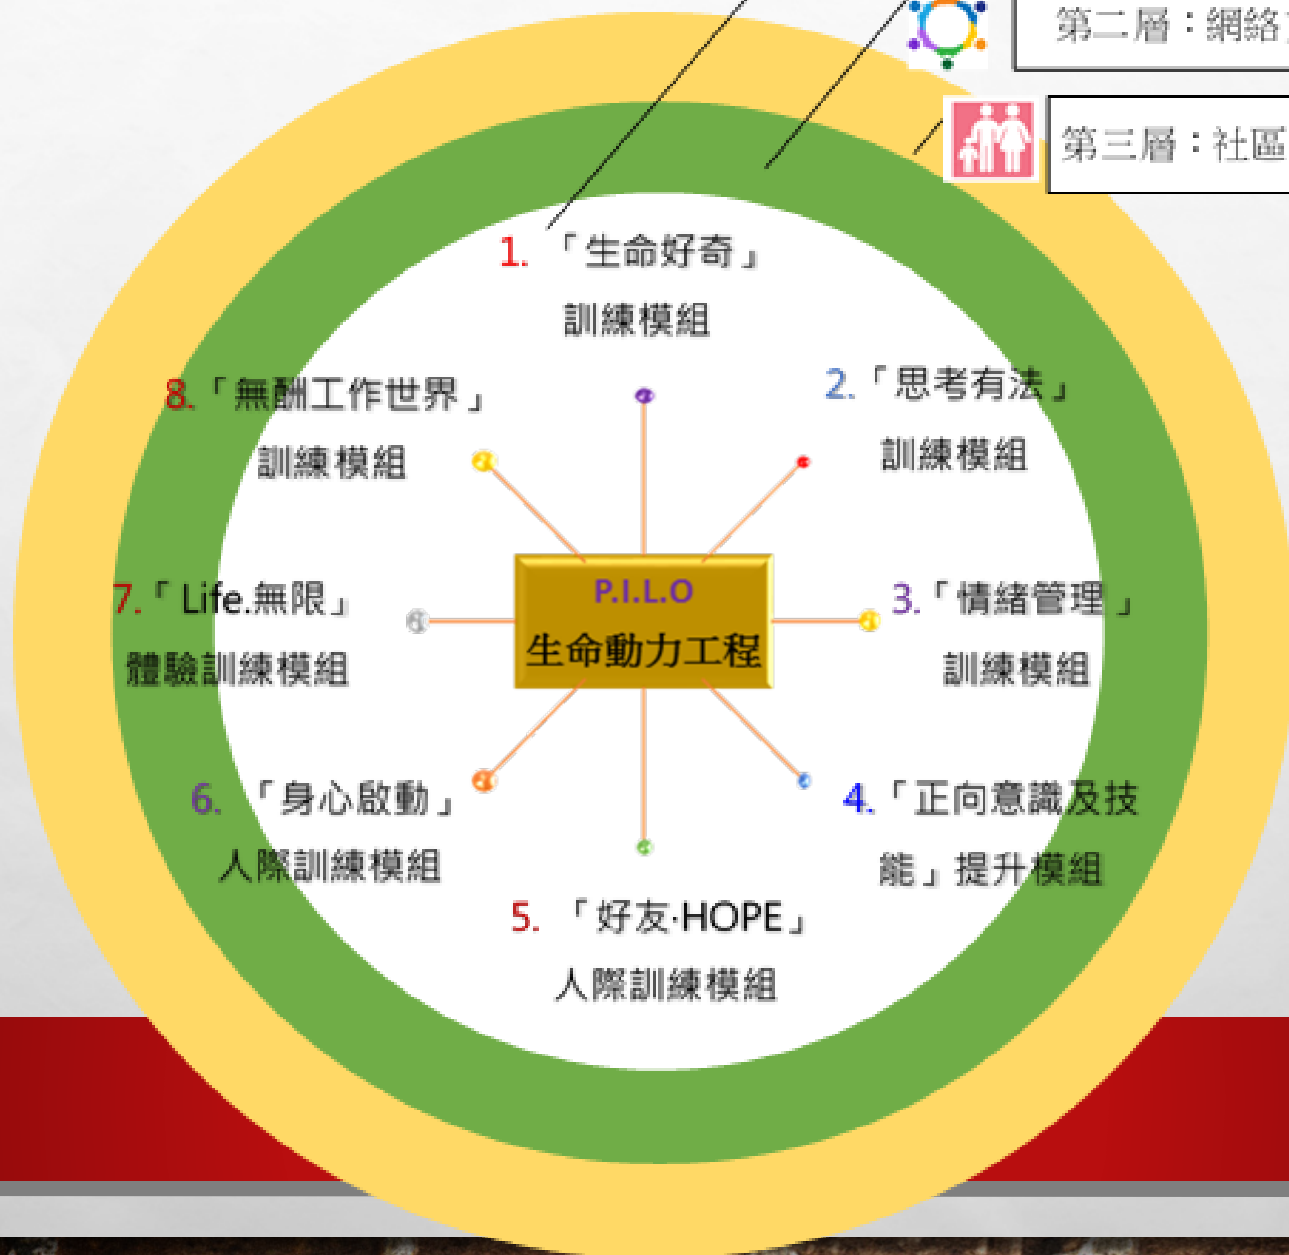 第二層：網絡
第三層：社區
1. 「生命好奇」
訓練模組
2.「思考有法」
訓練模組
3.「情緒管理」
訓練模組
4.「正向意識及技
能」提升模組
5. 「好友·HOPE」
人際訓練模組
6. 「身心啟動」
人際訓練模組
7.「Life.無限」
體驗訓練模組
8.「無酬工作世界」
訓練模組
P.I.L.O
生命動力工程